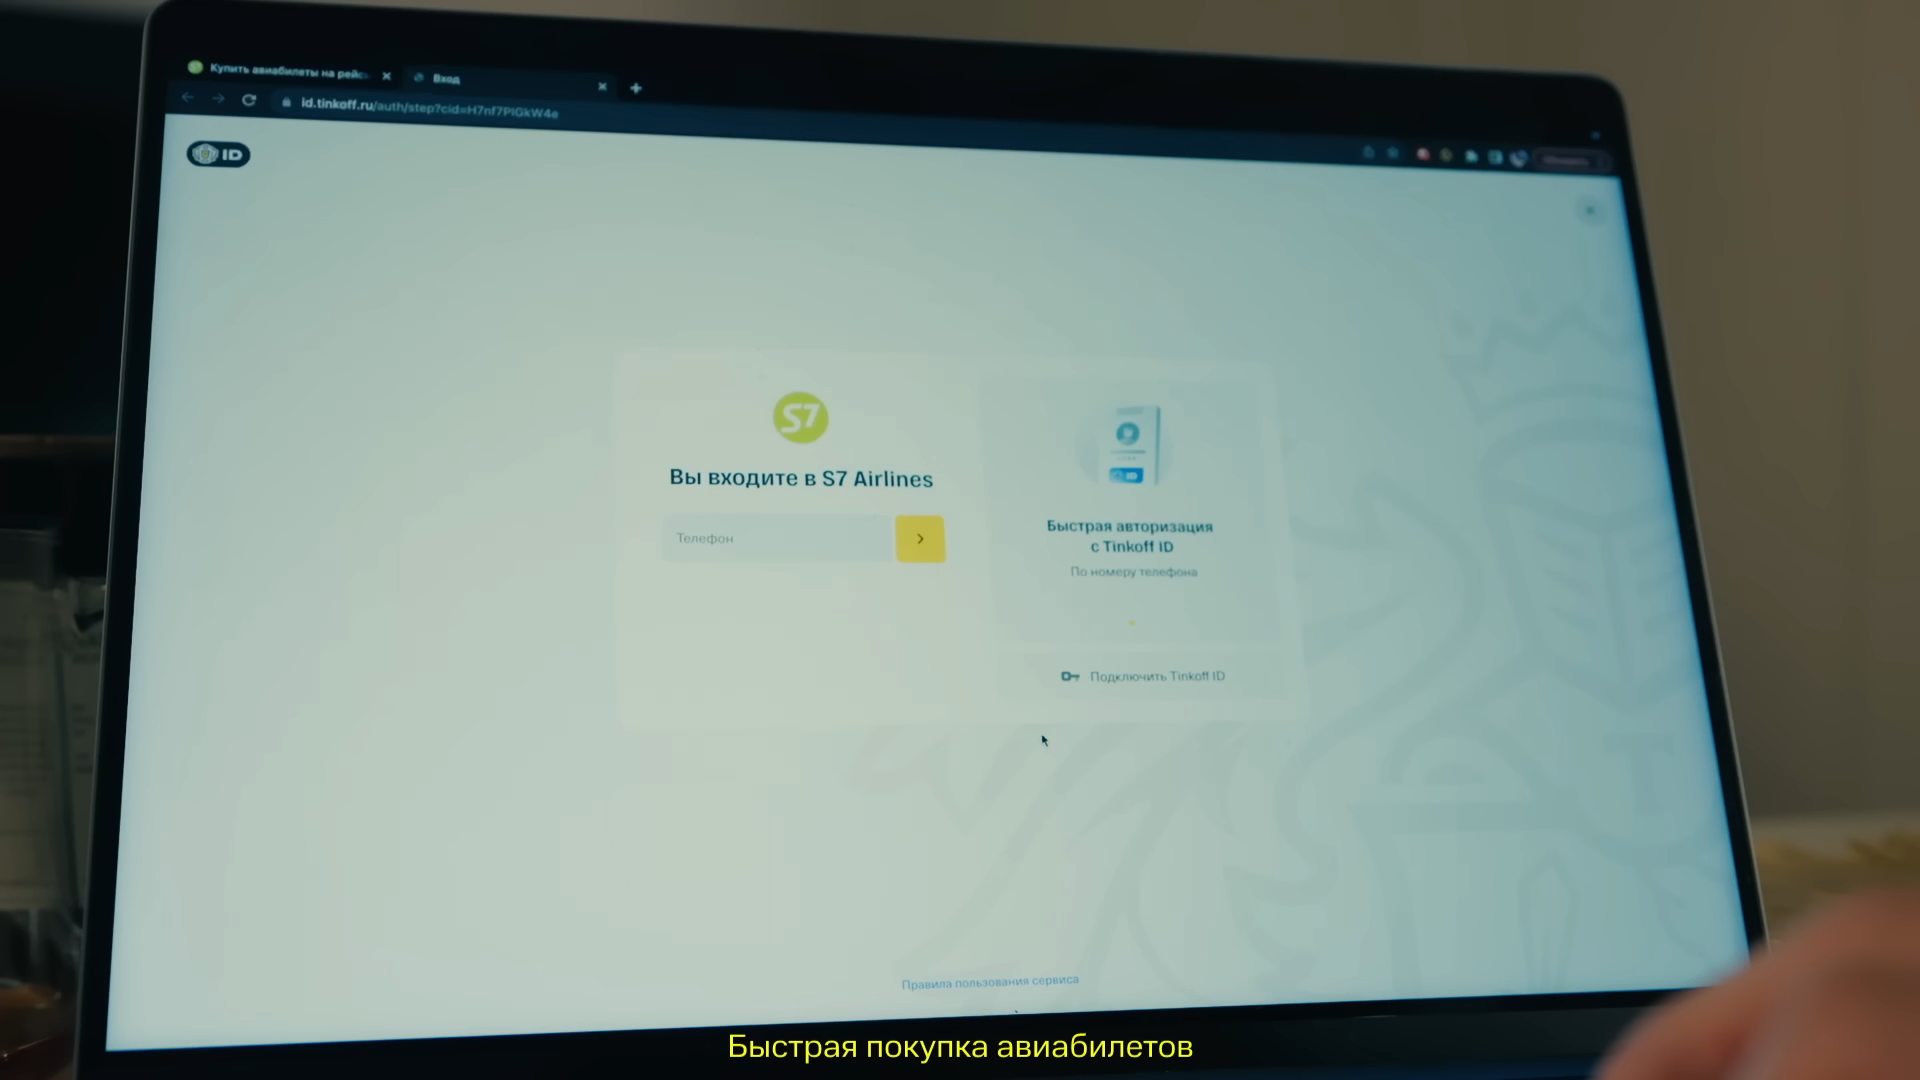 Купить авиабилеты на рейс
Вход
id.tinkoff.ru/auth/step?cid=H7nf7PIGkW4e
ID
S7
Вы входите в S7 Airlines
Телефон
Быстрая авторизация
с Tinkoff ID
По номеру телефона
Подключить Tinkoff ID
Правила пользования сервиса
Быстрая покупка авиабилетов